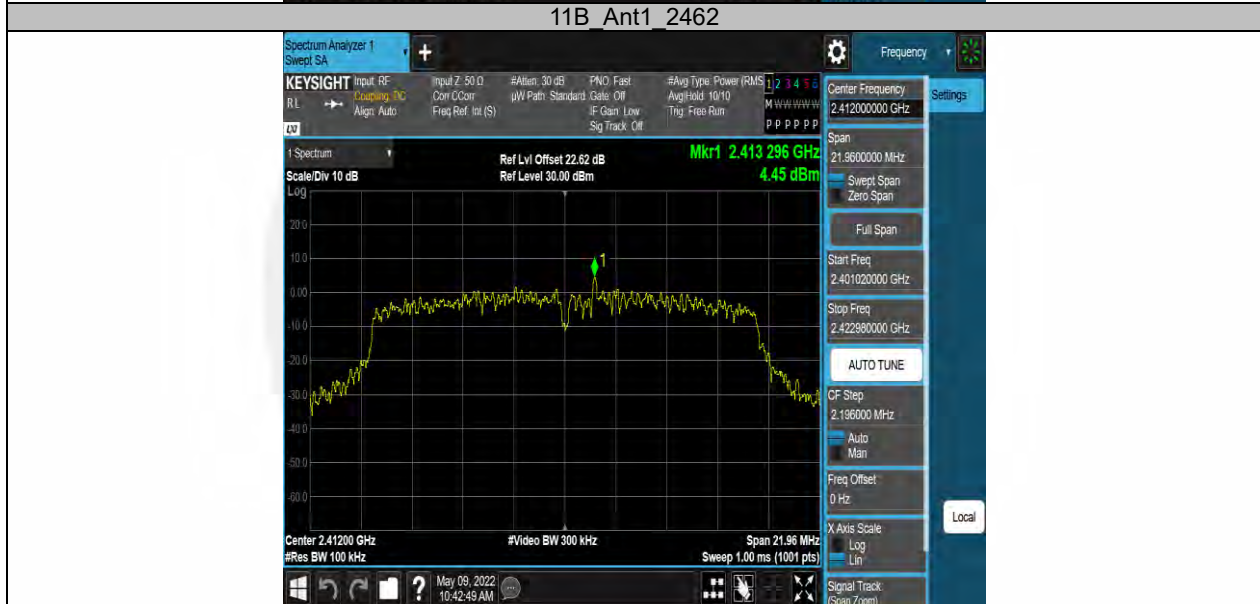 11B_Ant1_2462
Spectrum Analyzer 1
Swept SA
+
Frequency
KEYSIGHT
RL
LXI
Input: RF
Coupling: DC
Align: Auto
Input Z: 50 Ω
Corr CCorr
Freq Ref: Int (S)
#Atten: 30 dB
µW Path: Standard
PNO: Fast
Gate: Off
IF Gain: Low
Sig Track: Off
#Avg Type: Power (RMS
Avg|Hold: 10/10
Trig: Free Run
1 2 3 4 5 6
M W W W W W
P P P P P P
1 Spectrum
Scale/Div 10 dB
Log
Ref Lvl Offset 22.62 dB
Ref Level 30.00 dBm
Mkr1 2.413 296 GHz
4.45 dBm
20.0
10.0
0.00
-10.0
-20.0
-30.0
-40.0
-50.0
-60.0
1
Center 2.41200 GHz
#Res BW 100 kHz
#Video BW 300 kHz
Span 21.96 MHz
Sweep 1.00 ms (1001 pts)
?
May 09, 2022
10:42:49 AM
Center Frequency
2.412000000 GHz
Settings
Span
21.9600000 MHz
Swept Span
Zero Span
Full Span
Start Freq
2.401020000 GHz
Stop Freq
2.422980000 GHz
AUTO TUNE
CF Step
2.196000 MHz
Auto
Man
Freq Offset
0 Hz
X Axis Scale
Log
Lin
Local
Signal Track
(Span Zoom)